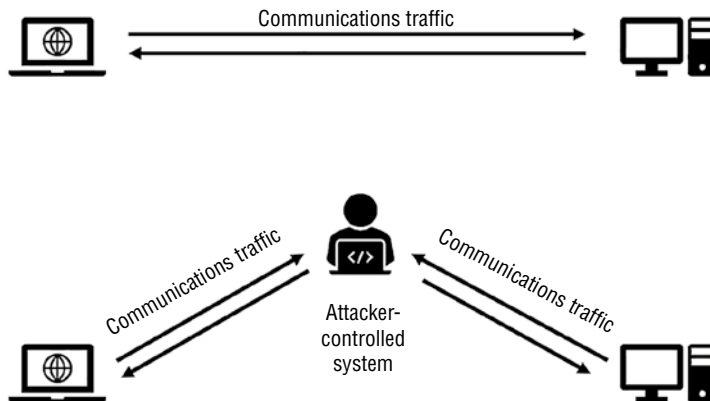 Communications traffic
Communications traffic
Communications traffic
</>
Attacker-
controlled
system